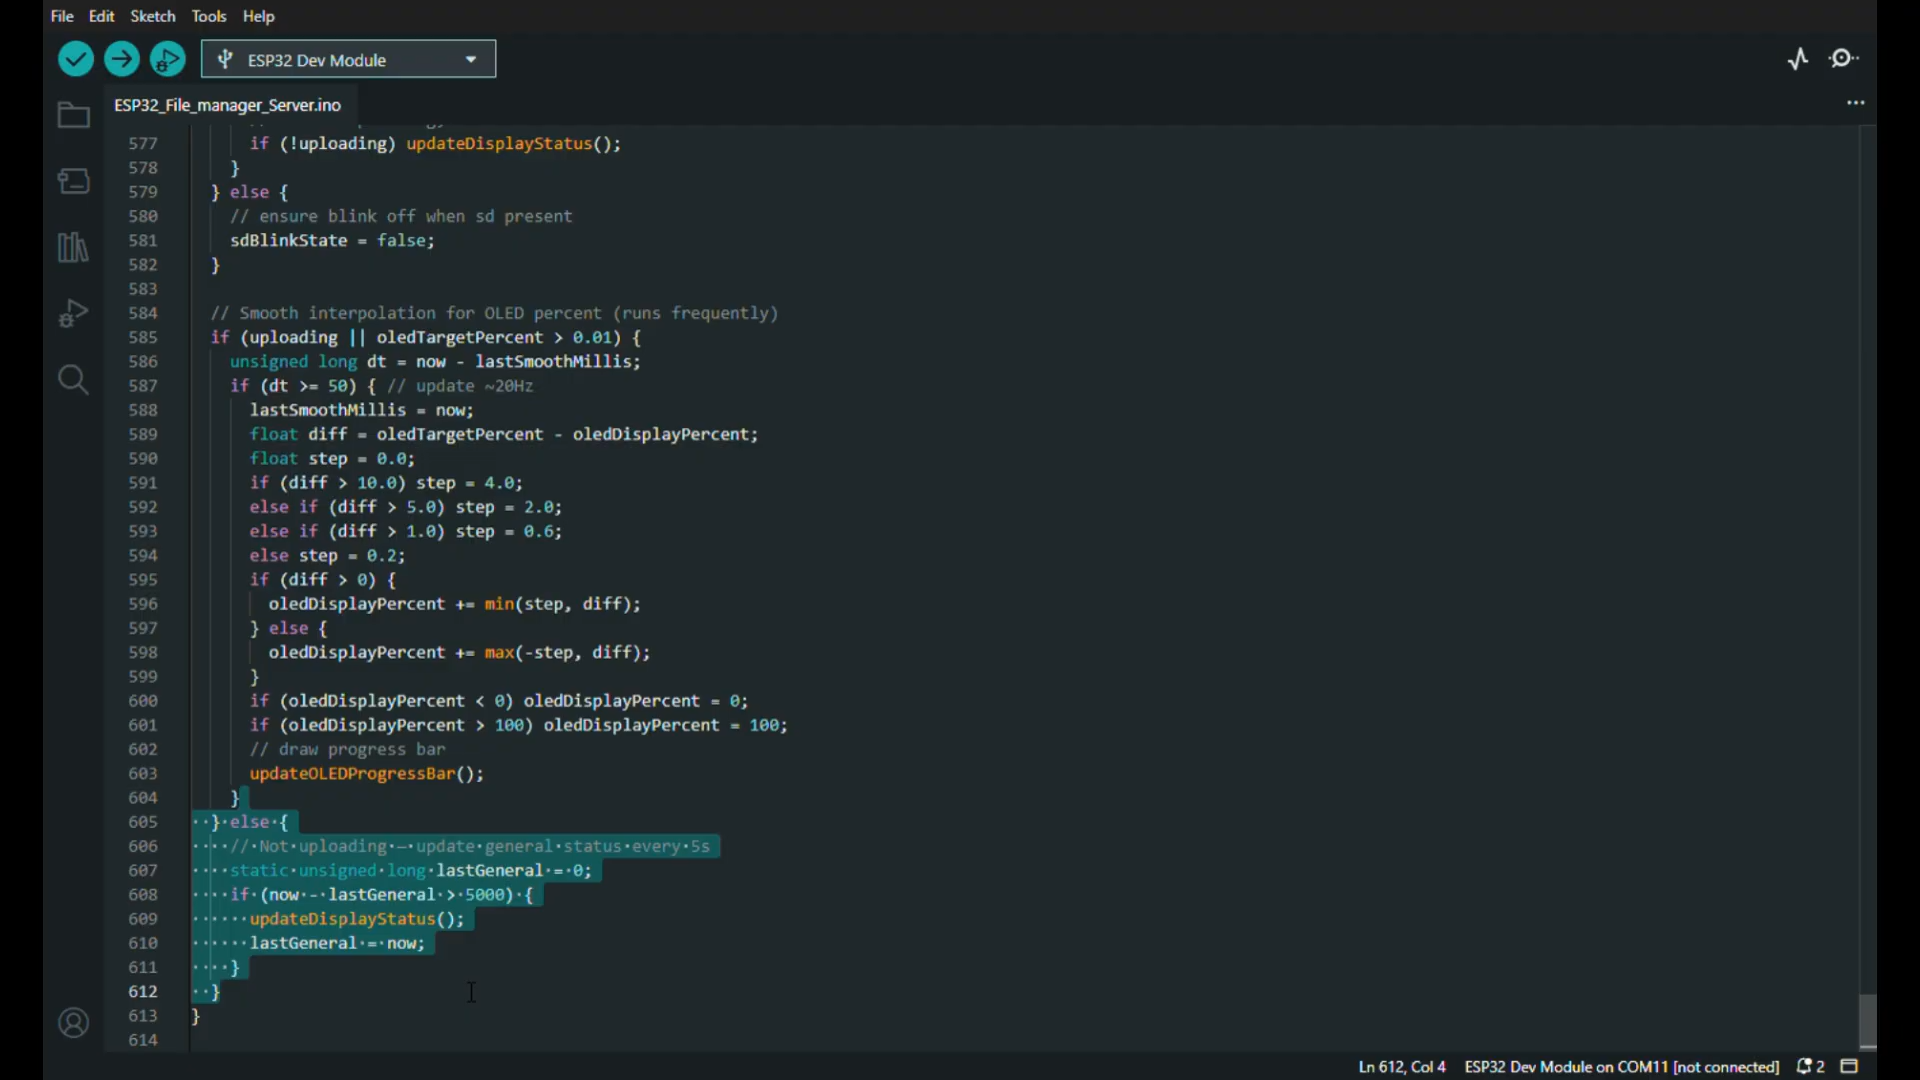 File Edit Sketch Tools Help
ESP32 Dev Module
ESP32_File_manager_Server.ino
577 if (!uploading) updateDisplayStatus();
578 }
579 } else {
580 // ensure blink off when sd present
581 sdBlinkState = false;
582 }
583
584 // Smooth interpolation for OLED percent (runs frequently)
585 if (uploading || oledTargetPercent > 0.01) {
586 unsigned long dt = now - lastSmoothMillis;
587 if (dt >= 50) { // update ~20Hz
588 lastSmoothMillis = now;
589 float diff = oledTargetPercent - oledDisplayPercent;
590 float step = 0.0;
591 if (diff > 10.0) step = 4.0;
592 else if (diff > 5.0) step = 2.0;
593 else if (diff > 1.0) step = 0.6;
594 else step = 0.2;
595 if (diff > 0) {
596 oledDisplayPercent += min(step, diff);
597 } else {
598 oledDisplayPercent += max(-step, diff);
599 }
600 if (oledDisplayPercent < 0) oledDisplayPercent = 0;
601 if (oledDisplayPercent > 100) oledDisplayPercent = 100;
602 // draw progress bar
603 updateOLEDProgressBar();
604 }
605 } else {
606 // Not uploading — update general status every 5s
607 static unsigned long lastGeneral = 0;
608 if (now - lastGeneral > 5000) {
609 updateDisplayStatus();
610 lastGeneral = now;
611 }
612 }
613 }
614
Ln 612, Col 4 ESP32 Dev Module on COM11 [not connected] 2